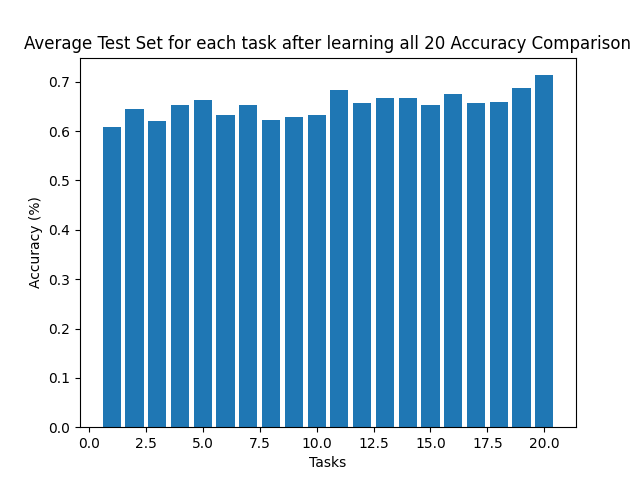 Average Test Set for each task after learning all 20 Accuracy Comparison
0.7
0.6
0.5
0.4
0.3
0.2
0.1
0.0
Accuracy (%)
0.0 2.5 5.0 7.5 10.0 12.5 15.0 17.5 20.0
Tasks